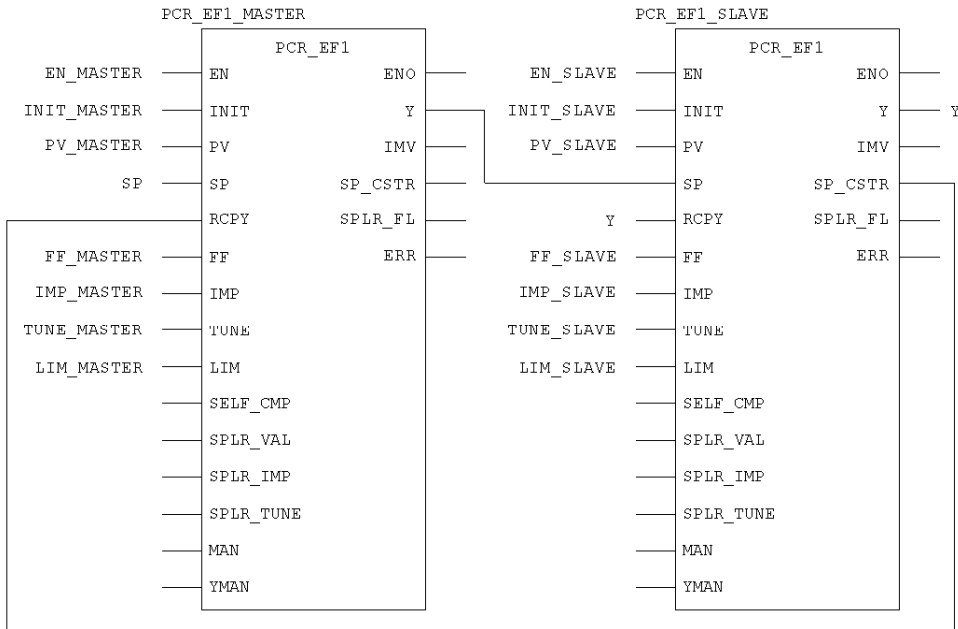 PCR_EF1_MASTER PCR_EF1_SLAVE
PCR_EF1 PCR_EF1
EN_MASTER EN ENO EN_SLAVE EN ENO
INIT_MASTER INIT Y INIT_SLAVE INIT Y Y
PV_MASTER PV IMV PV_SLAVE PV IMV
SP SP SP_CSTR SP SP_CSTR
RCPY SPLR_FL Y RCPY SPLR_FL
FF_MASTER FF ERR FF_SLAVE FF ERR
IMP_MASTER IMP IMP_SLAVE IMP
TUNE_MASTER TUNE TUNE_SLAVE TUNE
LIM_MASTER LIM LIM_SLAVE LIM
SELF_CMP SELF_CMP
SPLR_VAL SPLR_VAL
SPLR_IMP SPLR_IMP
SPLR_TUNE SPLR_TUNE
MAN MAN
YMAN YMAN